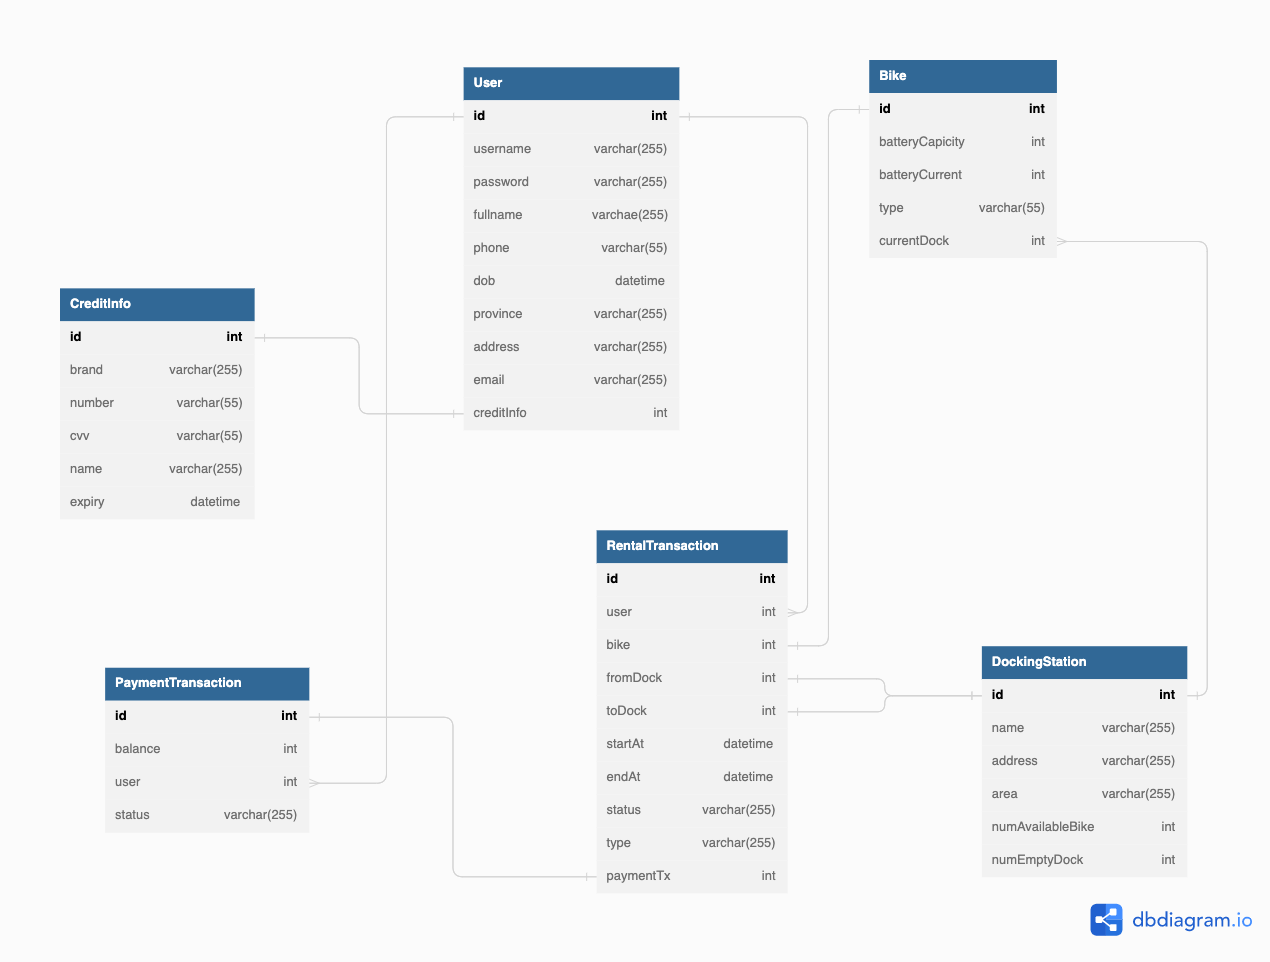 User
id int
username varchar(255)
password varchar(255)
fullname varchae(255)
phone varchar(55)
dob datetime
province varchar(255)
address varchar(255)
email varchar(255)
creditInfo int
Bike
id int
batteryCapicity int
batteryCurrent int
type varchar(55)
currentDock int
CreditInfo
id int
brand varchar(255)
number varchar(55)
cvv varchar(55)
name varchar(255)
expiry datetime
RentalTransaction
id int
user int
bike int
fromDock int
toDock int
startAt datetime
endAt datetime
status varchar(255)
type varchar(255)
paymentTx int
PaymentTransaction
id int
balance int
user int
status varchar(255)
DockingStation
id int
name varchar(255)
address varchar(255)
area varchar(255)
numAvailableBike int
numEmptyDock int
dbdiagram.io